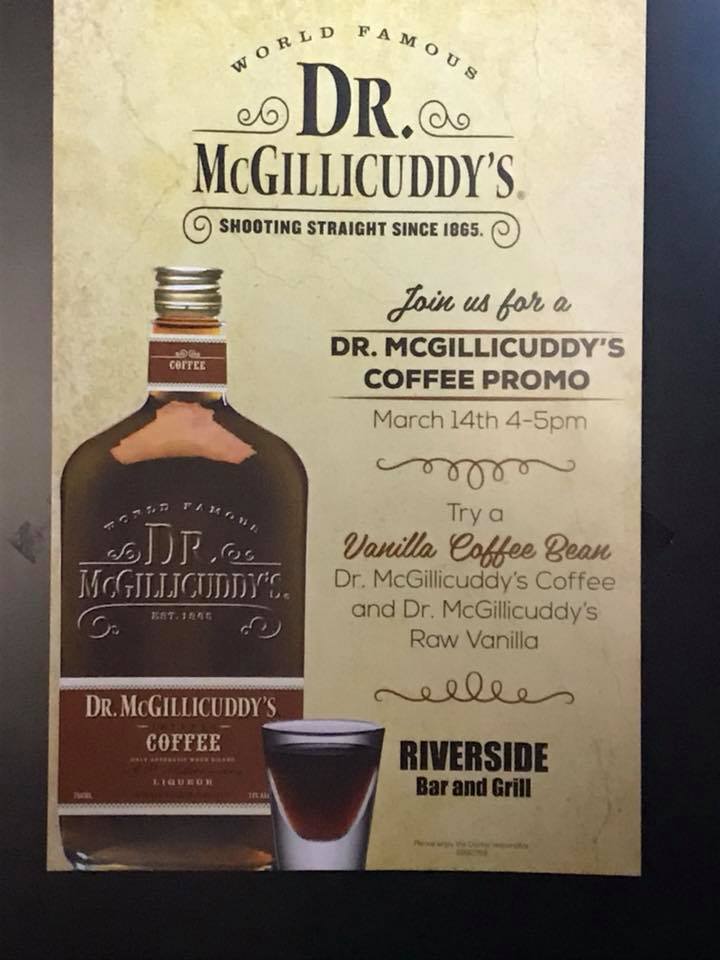 WORLD FAMOUS
DR.
McGILLICUDDY'S®
SHOOTING STRAIGHT SINCE 1865.
Join us for a
DR. MCGILLICUDDY'S
COFFEE PROMO
March 14th 4-5pm
Try a
Vanilla Coffee Bean
Dr. McGillicuddy's Coffee
and Dr. McGillicuddy's
Raw Vanilla
RIVERSIDE
Bar and Grill
COFFEE
WORLD FAMOUS
DR.
McGILLICUDDY'S.
EST. 1865
DR. McGILLICUDDY'S
COFFEE
LIQUEUR
750ML